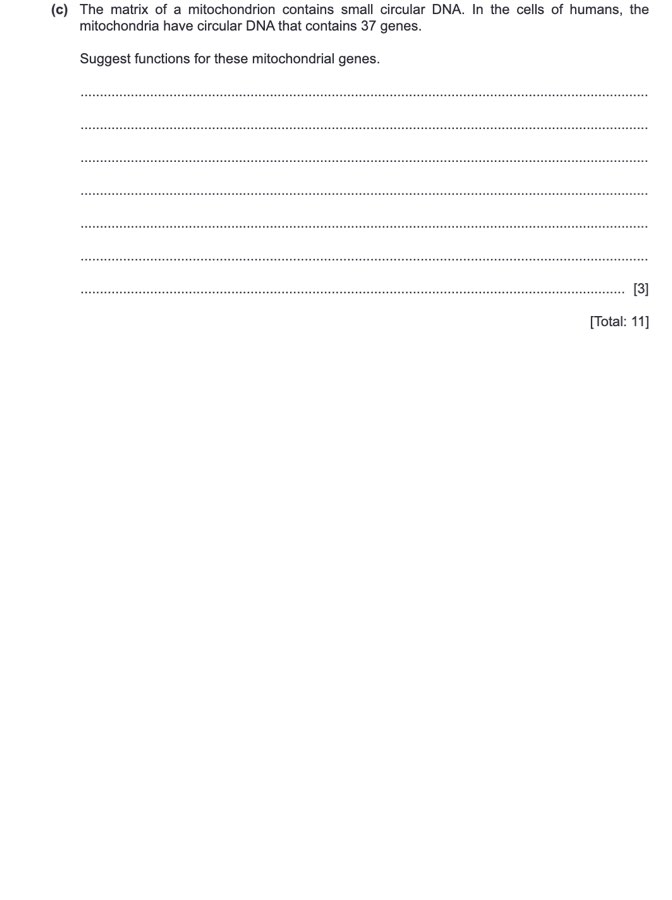 (c) The matrix of a mitochondrion contains small circular DNA. In the cells of humans, the
mitochondria have circular DNA that contains 37 genes.
Suggest functions for these mitochondrial genes.
[3]
[Total: 11]